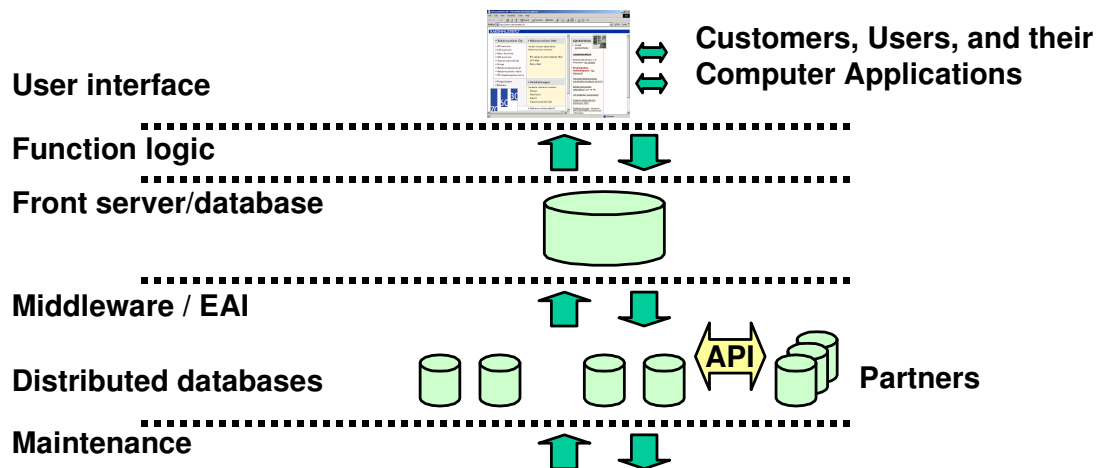 Customers, Users, and their
Computer Applications
User interface
Function logic
Front server/database
Middleware / EAI
API
Distributed databases
Partners
Maintenance